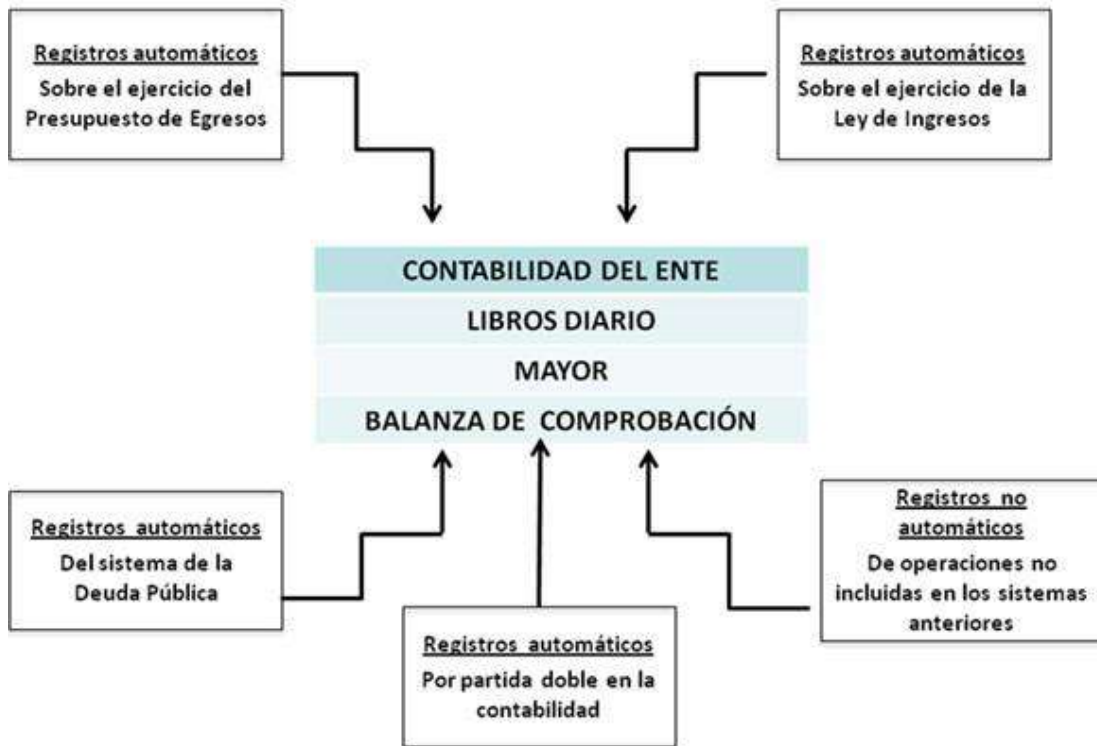 Registros automáticos
Sobre el ejercicio del
Presupuesto de Egresos
Registros automáticos
Sobre el ejercicio de la
Ley de Ingresos
CONTABILIDAD DEL ENTE
LIBROS DIARIO
MAYOR
BALANZA DE COMPROBACIÓN
Registros automáticos
Del sistema de la
Deuda Pública
Registros automáticos
Por partida doble en la
contabilidad
Registros no
automáticos
De operaciones no
incluidas en los sistemas
anteriores